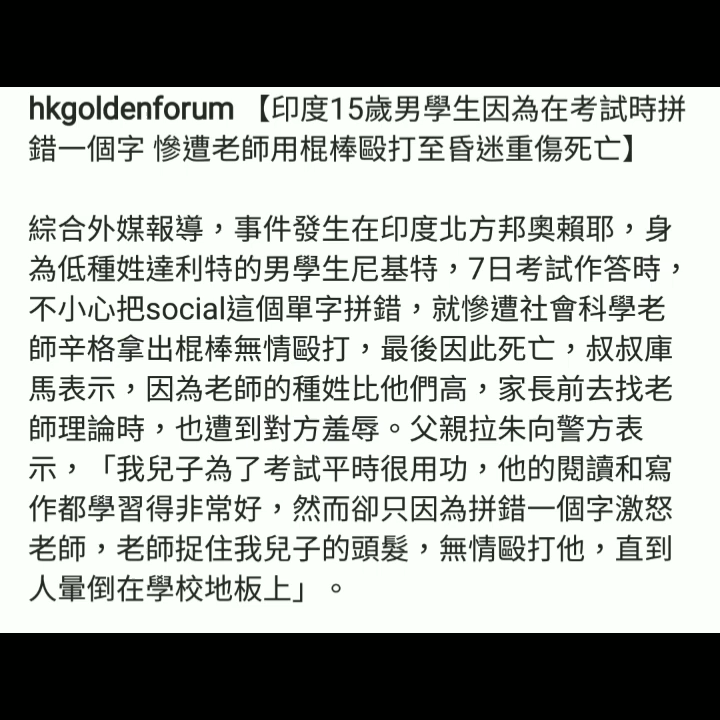 hkgoldenforum 【印度15歲男學生因為在考試時拼
錯一個字 慘遭老師用棍棒毆打至昏迷重傷死亡】
綜合外媒報導，事件發生在印度北方邦奧賴耶，身
為低種姓達利特的男學生尼基特，7日考試作答時，
不小心把social這個單字拼錯，就慘遭社會科學老
師辛格拿出棍棒無情毆打，最後因此死亡，叔叔庫
馬表示，因為老師的種姓比他們高，家長前去找老
師理論時，也遭到對方羞辱。父親拉朱向警方表
示，「我兒子為了考試平時很用功，他的閱讀和寫
作都學習得非常好，然而卻只因為拼錯一個字激怒
老師，老師捉住我兒子的頭髮，無情毆打他，直到
人暈倒在學校地板上」。